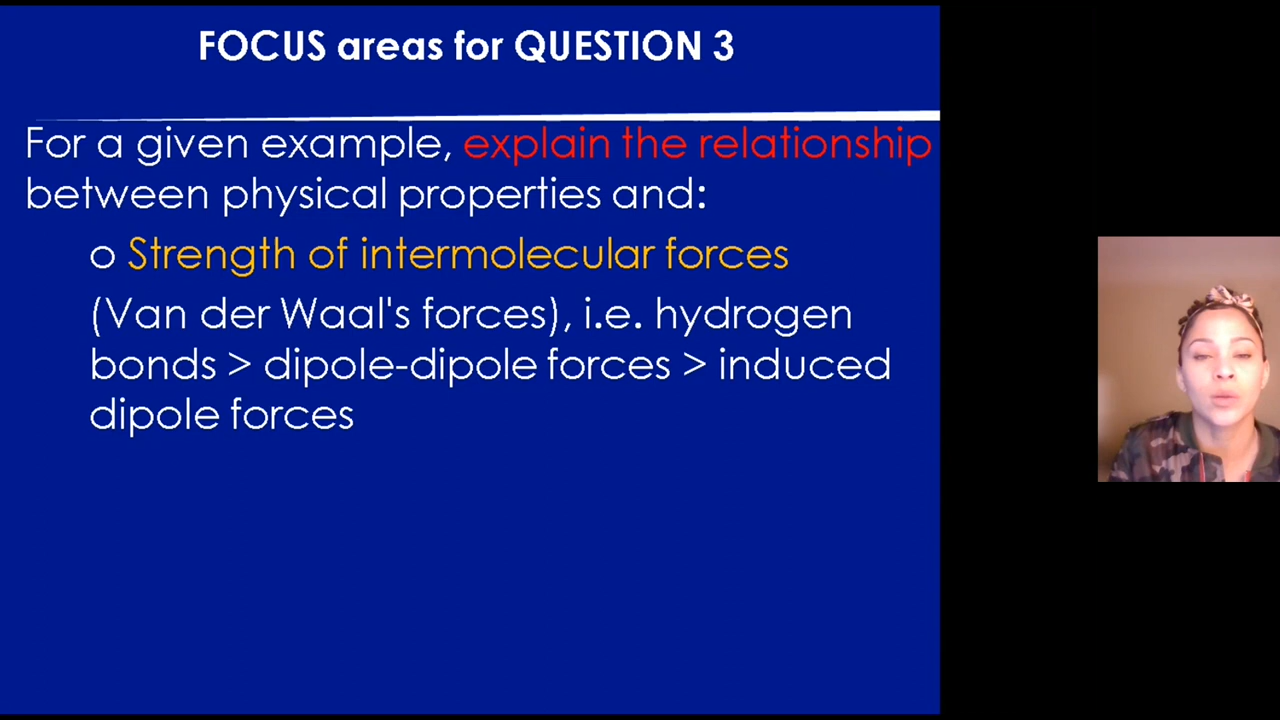 FOCUS areas for QUESTION 3
For a given example, explain the relationship
between physical properties and:
o Strength of intermolecular forces
(Van der Waal's forces), i.e. hydrogen
bonds > dipole-dipole forces > induced
dipole forces